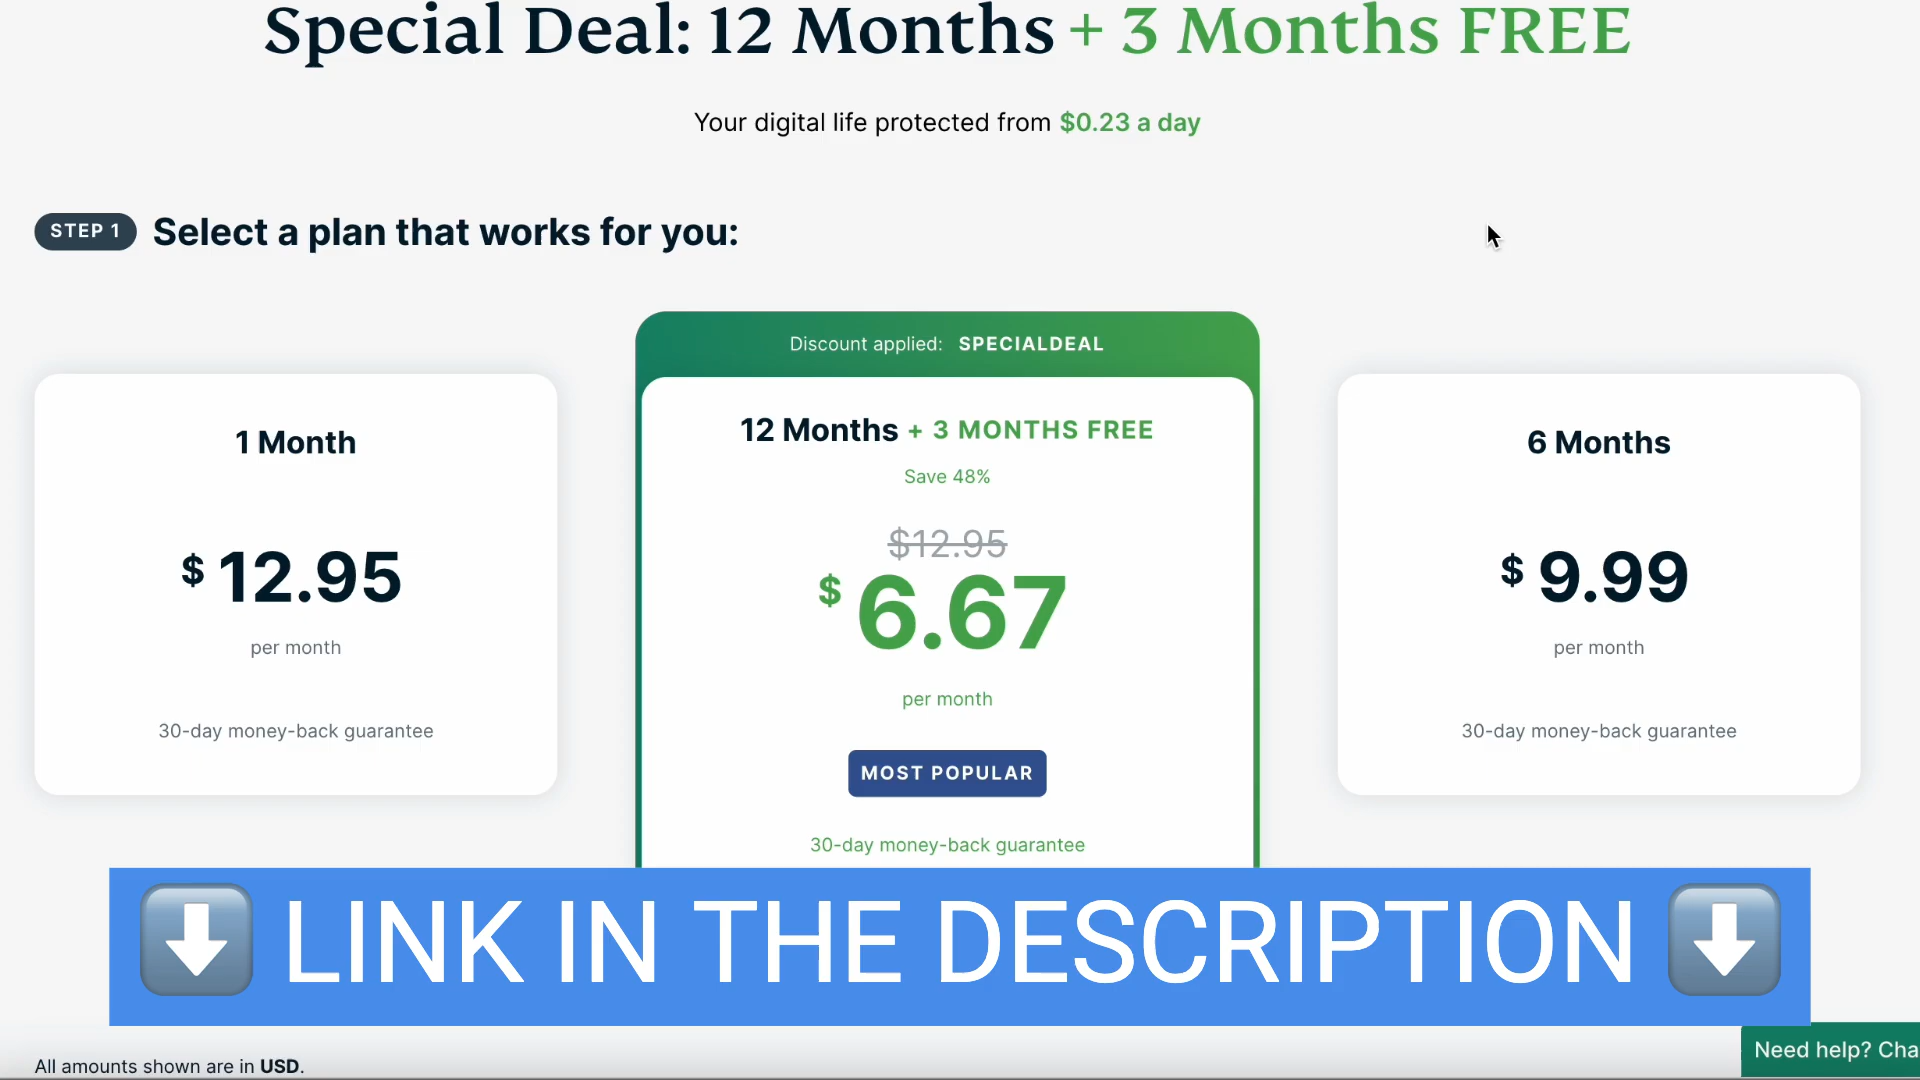 Special Deal: 12 Months + 3 Months FREE
Your digital life protected from $0.23 a day
STEP 1 Select a plan that works for you:
1 Month
$12.95
per month
30-day money-back guarantee
Discount applied: SPECIALDEAL
12 Months + 3 MONTHS FREE
Save 48%
$12.95
$6.67
per month
MOST POPULAR
30-day money-back guarantee
6 Months
$9.99
per month
30-day money-back guarantee
LINK IN THE DESCRIPTION
All amounts shown are in USD.
Need help? Cha